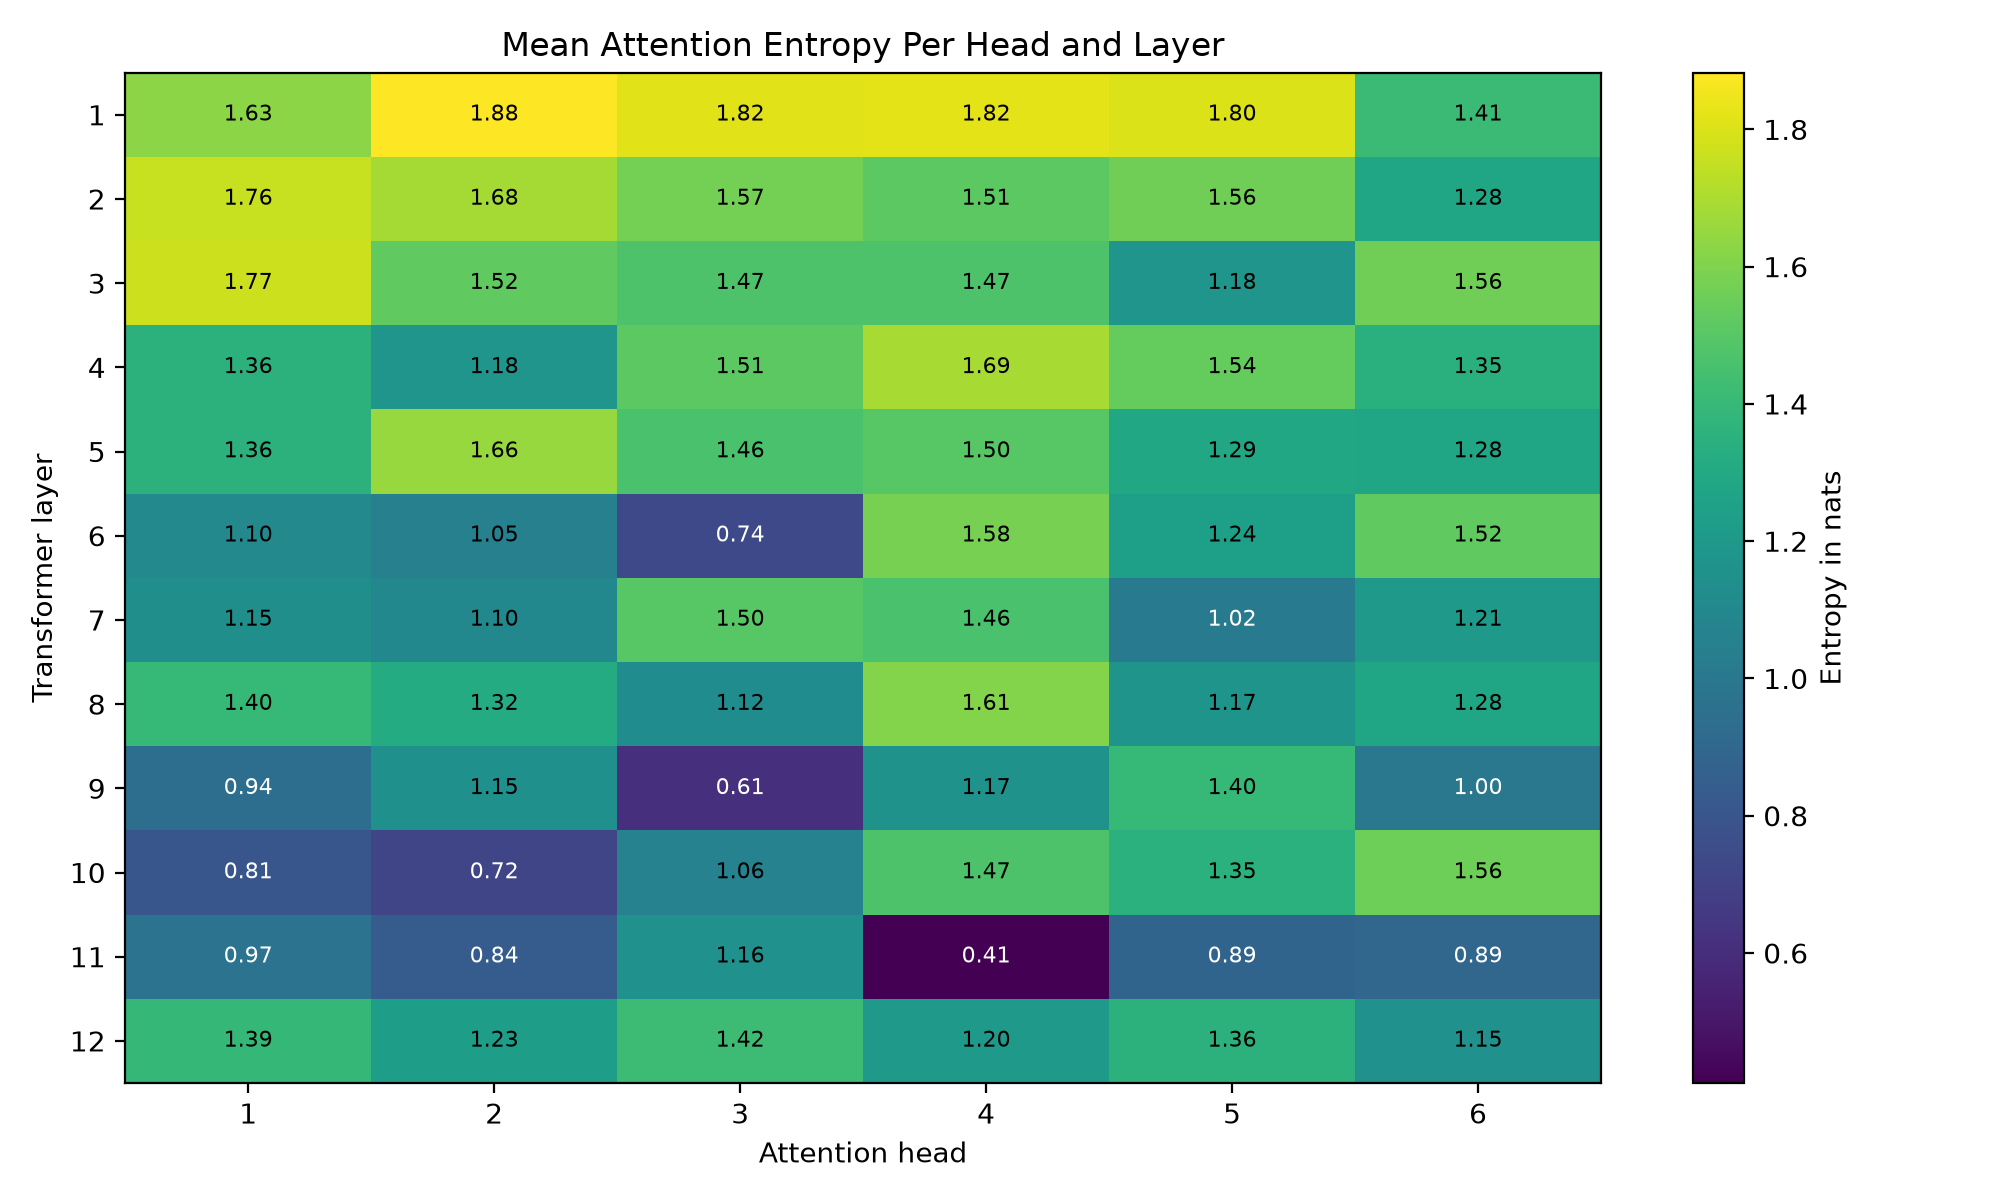 Mean Attention Entropy Per Head and Layer
1 1.63 1.88 1.82 1.82 1.80 1.41
2 1.76 1.68 1.57 1.51 1.56 1.28
3 1.77 1.52 1.47 1.47 1.18 1.56
4 1.36 1.18 1.51 1.69 1.54 1.35
5 1.36 1.66 1.46 1.50 1.29 1.28
6 1.10 1.05 0.74 1.58 1.24 1.52
7 1.15 1.10 1.50 1.46 1.02 1.21
8 1.40 1.32 1.12 1.61 1.17 1.28
9 0.94 1.15 0.61 1.17 1.40 1.00
10 0.81 0.72 1.06 1.47 1.35 1.56
11 0.97 0.84 1.16 0.41 0.89 0.89
12 1.39 1.23 1.42 1.20 1.36 1.15
1 2 3 4 5 6
Attention head
Transformer layer
1.8
1.6
1.4
1.2
1.0
0.8
0.6
Entropy in nats